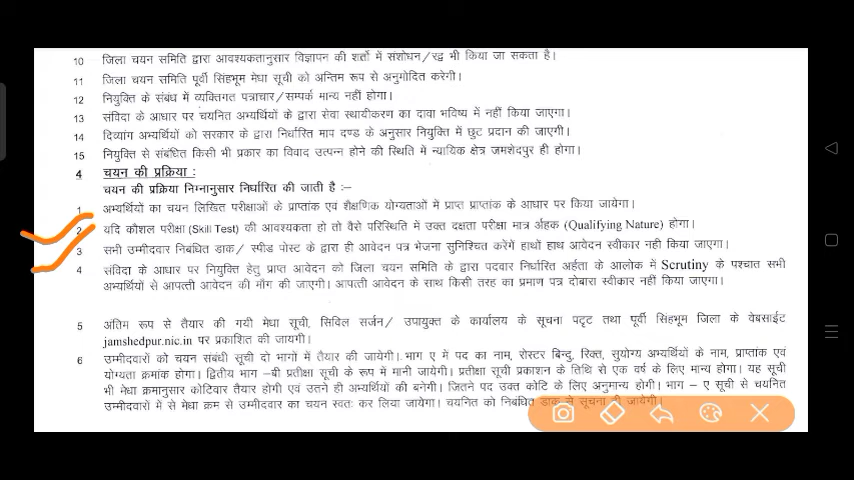 10 जिला चयन समिति द्वारा आवश्यकतानुसार विज्ञापन की शर्तो में संशोधन/रद्द भी किया जा सकता है।
11 जिला चयन समिति पूर्वी सिंहभूम मेधा सूची को अन्तिम रूप से अनुमोदित करेगी।
12 नियुक्ति के संबंध में व्यक्तिगत पत्राचार/सम्पर्क मान्य नहीं होगा।
13 संविदा के आधार पर चयनित अभ्यर्थियों के द्वारा सेवा स्थायीकरण का दावा भविष्य में नहीं किया जाएगा।
14 दिव्यांग अभ्यर्थियों को सरकार के द्वारा निर्धारित माप दण्ड के अनुसार नियुक्ति में छुट प्रदान की जाएगी।
15 नियुक्ति से संबंधित किसी भी प्रकार का विवाद उत्पन्न होने की स्थिति में न्यायिक क्षेत्र जमशेदपुर ही होगा।
4 चयन की प्रक्रिया :
चयन की प्रक्रिया निम्नानुसार निर्धारित की जाती है :–
1 अभ्यर्थियों का चयन लिखित परीक्षाओं के प्राप्तांक एवं शैक्षणिक योग्यताओं में प्राप्त प्राप्तांक के आधार पर किया जायेगा।
2 यदि कौशल परीक्षा (Skill Test) की आवश्यकता हो तो वैसे परिस्थिति में उक्त दक्षता परीक्षा मात्र अर्हक (Qualifying Nature) होगा।
3 सभी उम्मीदवार निबंधित डाक/ स्पीड पोस्ट के द्वारा ही आवेदन पत्र भेजना सुनिश्चित करेगें हाथों हाथ आवेदन स्वीकार नही किया जाएगा।
4 संविदा के आधार पर नियुक्ति हेतु प्राप्त आवेदन को जिला चयन समिति के द्वारा पदवार निर्धारित अर्हता के आलोक में Scrutiny के पश्चात सभी
अभ्यर्थियों से आपत्ती आवेदन की माँग की जाएगी। आपत्ती आवेदन के साथ किसी तरह का प्रमाण पत्र दोबारा स्वीकार नहीं किया जाएगा।
5 अंतिम रूप से तैयार की गयी मेधा सूची, सिविल सर्जन/ उपायुक्त के कार्यालय के सूचना पट्ट तथा पूर्वी सिंहभूम जिला के वेबसाईट
jamshedpur.nic.in पर प्रकाशित की जायगी।
6 उम्मीदवारों को चयन संबंधी सूची दो भागों में तैयार की जायेगी। भाग ए में पद का नाम, रोस्टर बिन्दु, रिक्त, सुयोग्य अभ्यर्थियों के नाम, प्राप्तांक एवं
योग्यता क्रमांक होगा। द्वितीय भाग –बी प्रतीक्षा सूची के रूप में मानी जायेगी। प्रतीक्षा सूची प्रकाशन के तिथि से एक वर्ष के लिए मान्य होगा। यह सूची
भी मेधा क्रमानुसार कोटिवार तैयार होगी एवं उतने ही अभ्यर्थियों की बनेगी। जितने पद उक्त कोटि के लिए अनुमान्य होगी। भाग – ए सूची से चयनित
उम्मीदवारों में से मेधा क्रम से उम्मीदवार का चयन स्वतः कर लिया जायेगा। चयनित को निबंधित डाक से सूचना दी जायेगी।